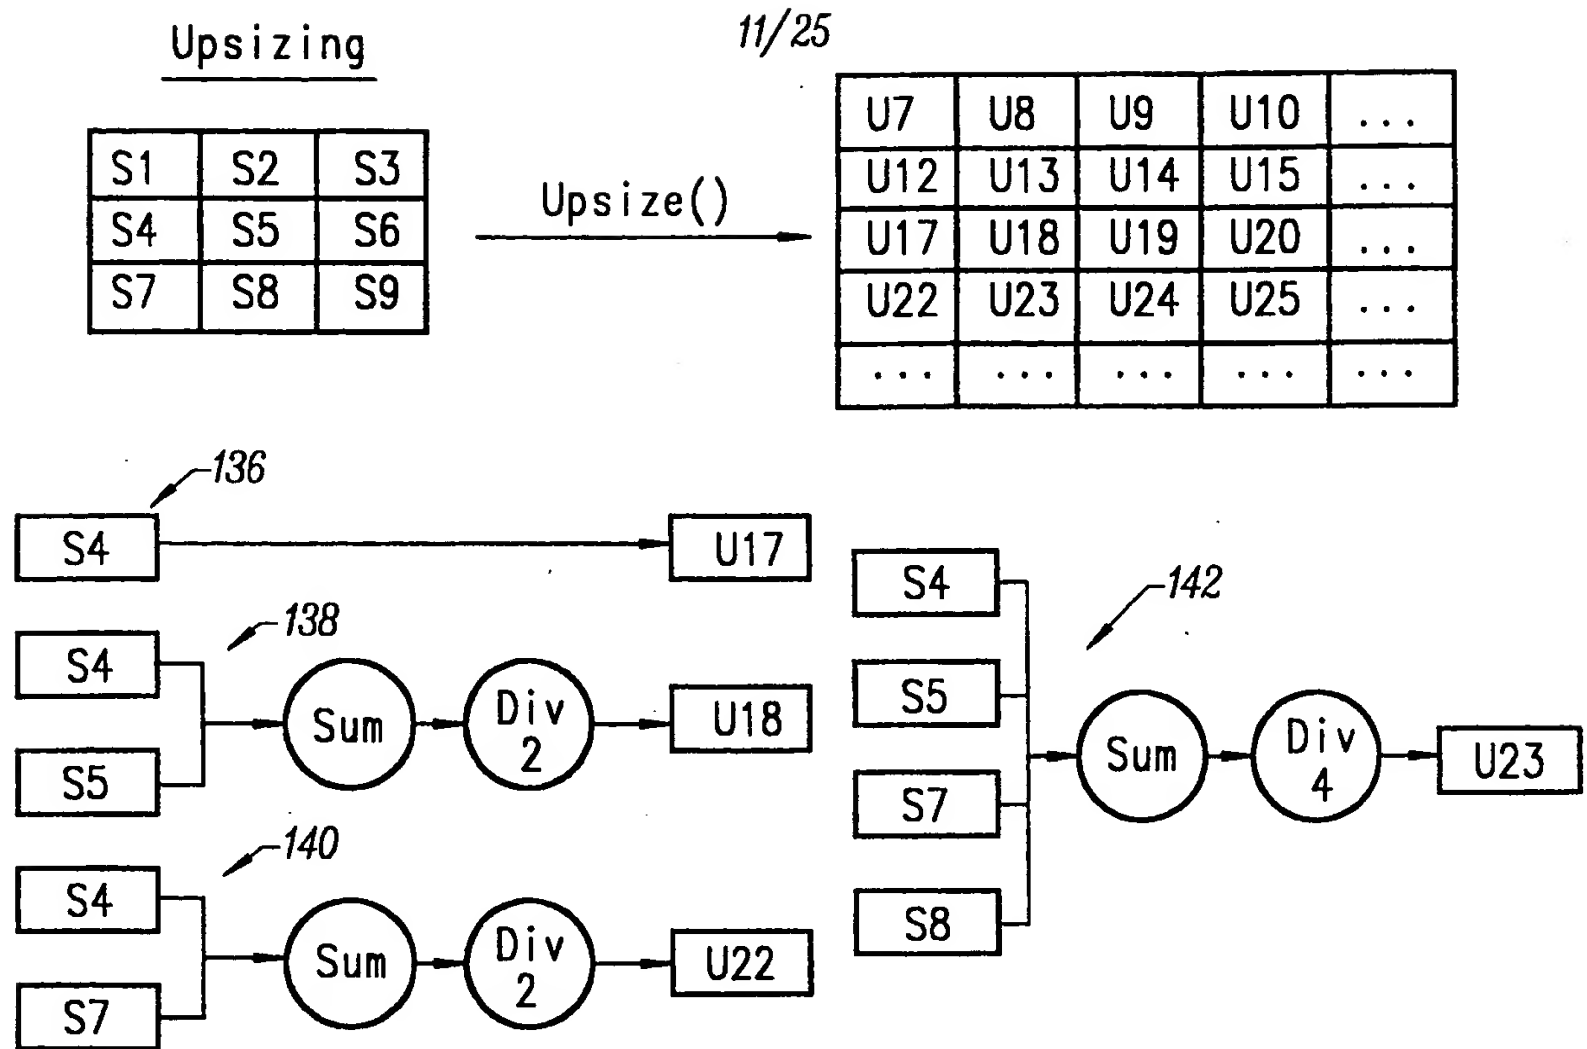 Upsizing
11/25
S1 S2 S3
S4 S5 S6
S7 S8 S9
Upsize()
U7 U8 U9 U10 ...
U12 U13 U14 U15 ...
U17 U18 U19 U20 ...
U22 U23 U24 U25 ...
... ... ... ... ...
136
S4 U17
138
S4
S5
Sum
Div
2
U18
140
S4
S7
Sum
Div
2
U22
142
S4
S5
S7
S8
Sum
Div
4
U23